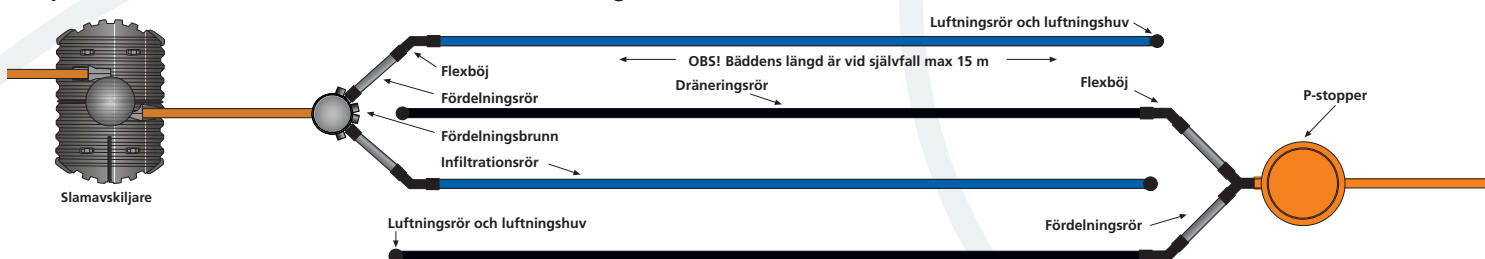 Luftningsrör och luftningshuv
OBS! Bäddens längd är vid självfall max 15 m
Flexböj
Dräneringsrör
Flexböj
Fördelningsrör
P-stopper
Fördelningsbrunn
Infiltrationsrör
Slamavskiljare
Luftningsrör och luftningshuv
Fördelningsrör